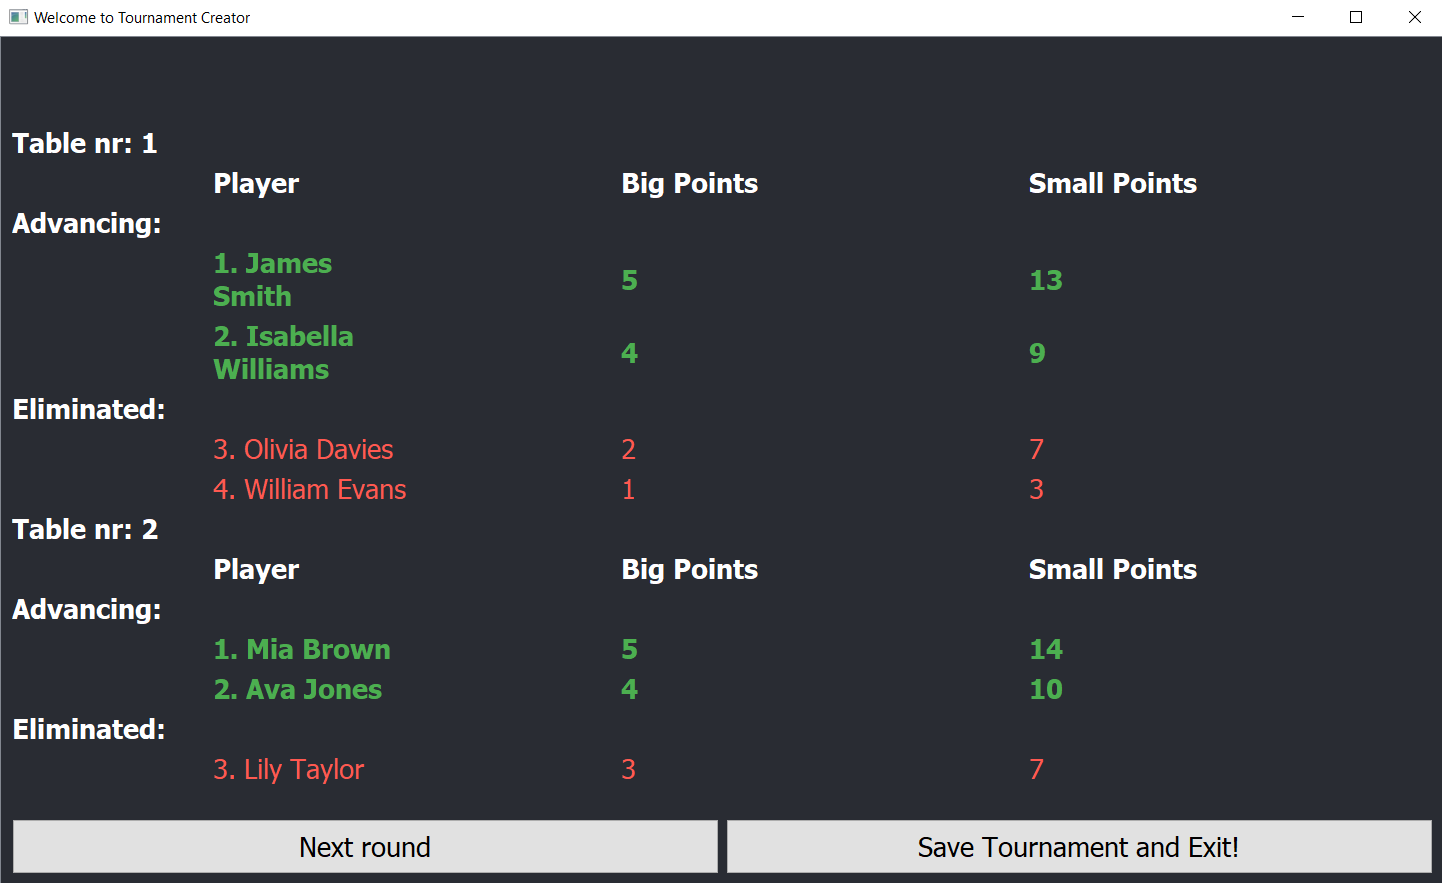 Welcome to Tournament Creator
Table nr: 1
Player Big Points Small Points
Advancing:
1. James
Smith 5 13
2. Isabella
Williams 4 9
Eliminated:
3. Olivia Davies 2 7
4. William Evans 1 3
Table nr: 2
Player Big Points Small Points
Advancing:
1. Mia Brown 5 14
2. Ava Jones 4 10
Eliminated:
3. Lily Taylor 3 7
Next round Save Tournament and Exit!